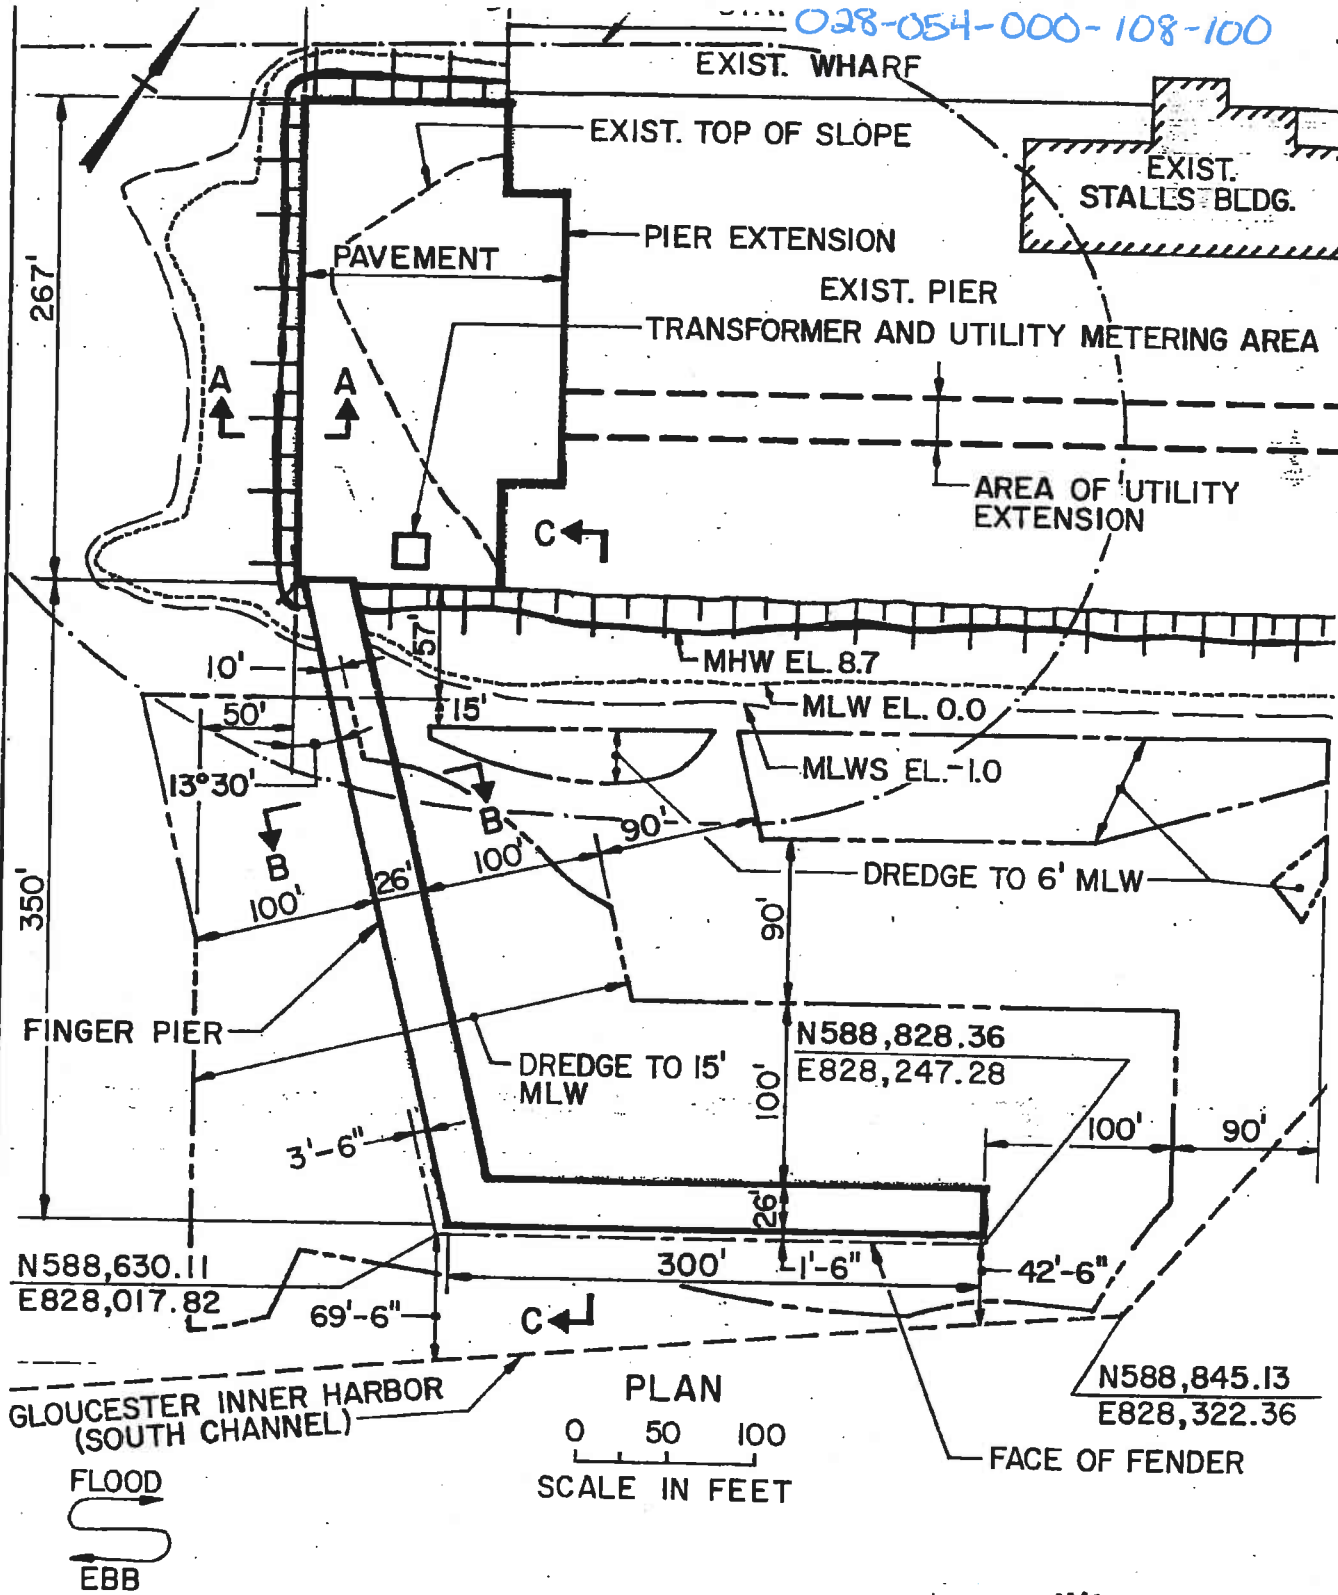 028-054-000-108-100
EXIST. WHARF
EXIST. TOP OF SLOPE
EXIST.
STALLS BLDG.
PIER EXTENSION
PAVEMENT
267'
EXIST. PIER
TRANSFORMER AND UTILITY METERING AREA
A
A
AREA OF UTILITY
EXTENSION
C
57'
10'
MHW EL. 8.7
50'
15'
MLW EL. 0.0
13°30'
MLWS EL.-1.0
B
B
90'
100'
26'
100'
DREDGE TO 6' MLW
350'
90'
FINGER PIER
N588,828.36
E828,247.28
DREDGE TO 15'
MLW
100'
100'
90'
3'-6"
26'
N588,630.11
E828,017.82
300'
1'-6"
42'-6"
69'-6"
C
N588,845.13
E828,322.36
GLOUCESTER INNER HARBOR
(SOUTH CHANNEL)
PLAN
0 50 100
SCALE IN FEET
FACE OF FENDER
FLOOD
EBB